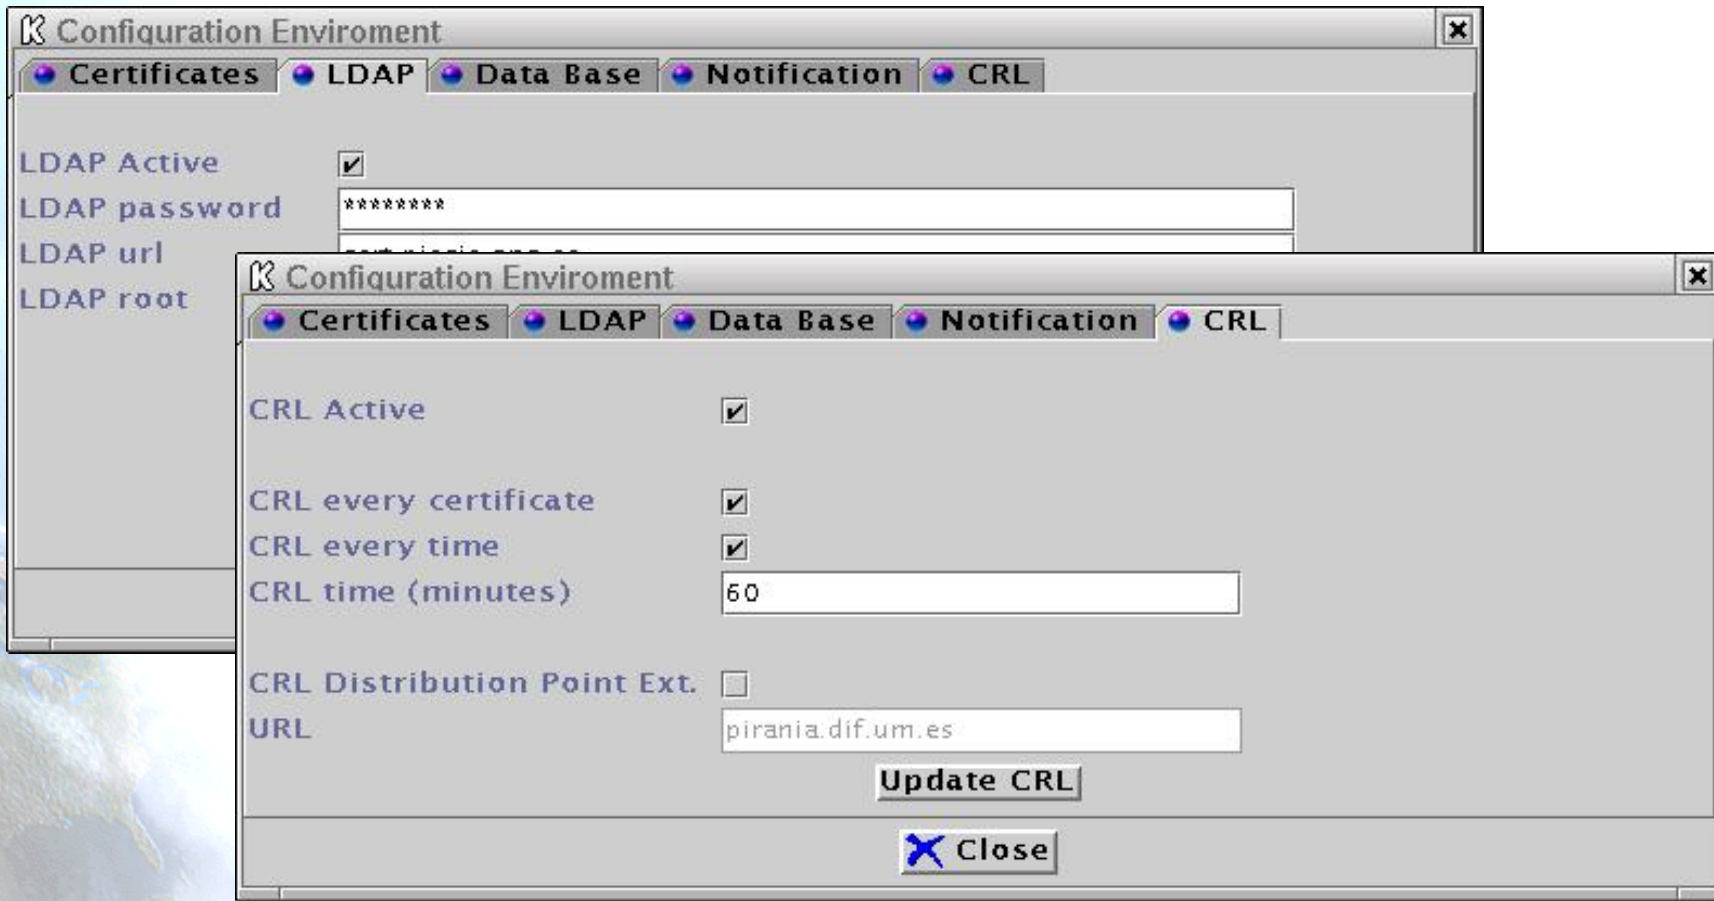 Configuration Enviroment
Certificates LDAP Data Base Notification CRL
LDAP Active
LDAP password ********
LDAP url
LDAP root
Configuration Enviroment
Certificates LDAP Data Base Notification CRL
CRL Active
CRL every certificate
CRL every time
CRL time (minutes) 60
CRL Distribution Point Ext.
URL pirania.dif.um.es
Update CRL
Close